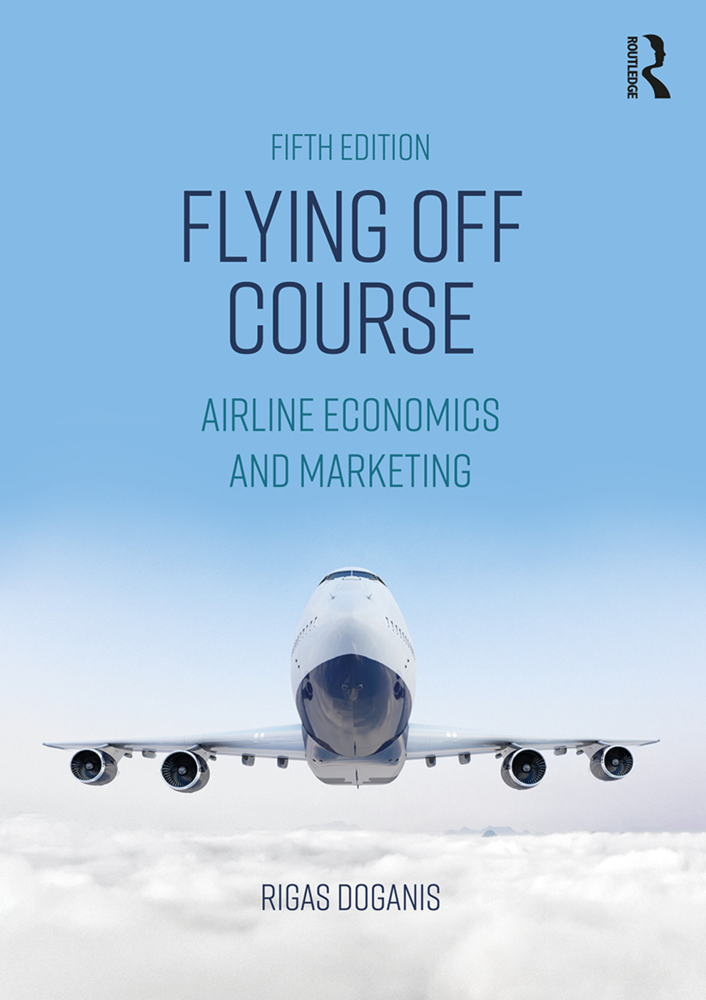 ROUTLEDGE
FIFTH EDITION
FLYING OFF
COURSE
AIRLINE ECONOMICS
AND MARKETING
RIGAS DOGANIS